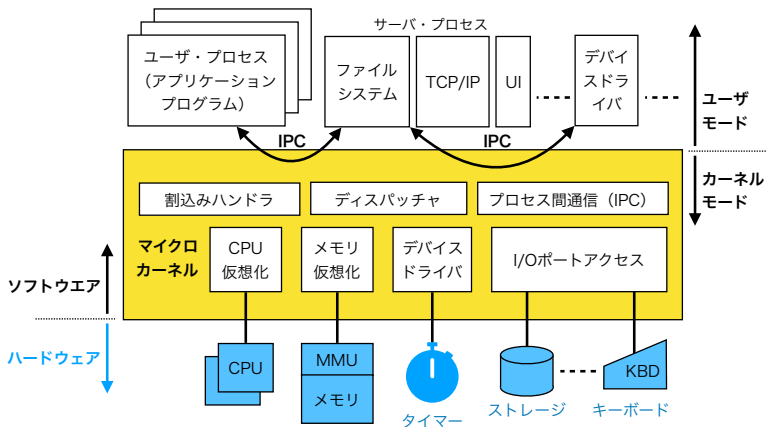 サーバ・プロセス
ユーザ・プロセス
(アプリケーション
プログラム)
ファイル
システム
TCP/IP
UI
デバイ
スドラ
イバ
ユーザ
モード
IPC
IPC
カーネル
モード
割込みハンドラ
ディスパッチャ
プロセス間通信(IPC)
マイクロ
カーネル
CPU
仮想化
メモリ
仮想化
デバイス
ドライバ
I/Oポートアクセス
ソフトウエア
ハードウェア
CPU
MMU
メモリ
タイマー
ストレージ
KBD
キーボード